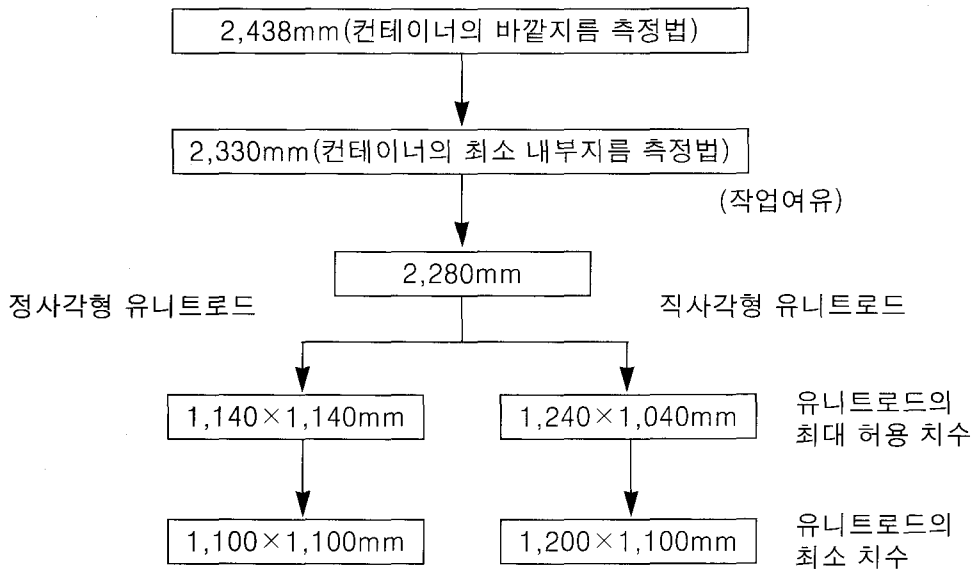 2,438mm(컨테이너의 바깥지름 측정법)
2,330mm(컨테이너의 최소 내부지름 측정법)
(작업여유)
2,280mm
정사각형 유니트로드
직사각형 유니트로드
1,140×1,140mm
1,240×1,040mm
유니트로드의
최대 허용 치수
1,100×1,100mm
1,200×1,100mm
유니트로드의
최소 치수